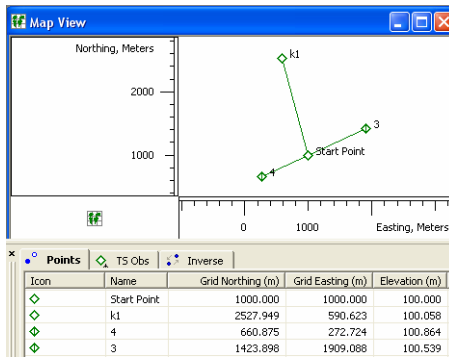 Map View
Northing, Meters
k1
2000
3
1000
Start Point
4
0 1000 Easting, Meters
Points TS Obs Inverse
Icon Name Grid Northing (m) Grid Easting (m) Elevation (m)
Start Point 1000.000 1000.000 100.000
k1 2527.949 590.623 100.058
4 660.875 272.724 100.864
3 1423.898 1909.088 100.539